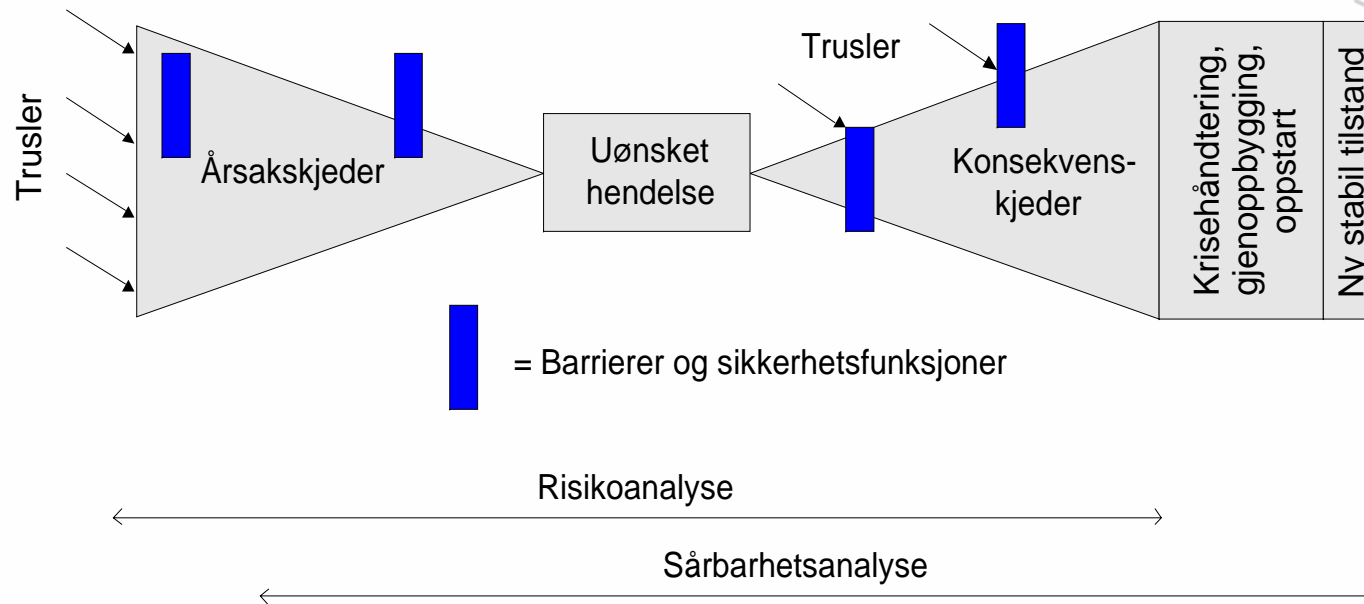 Trusler
Årsakskjeder
Uønsket
hendelse
Trusler
Konsekvens-
kjeder
Krisehåndtering,
gjenoppbygging,
oppstart
Ny stabil tilstand
= Barrierer og sikkerhetsfunksjoner
Risikoanalyse
Sårbarhetsanalyse